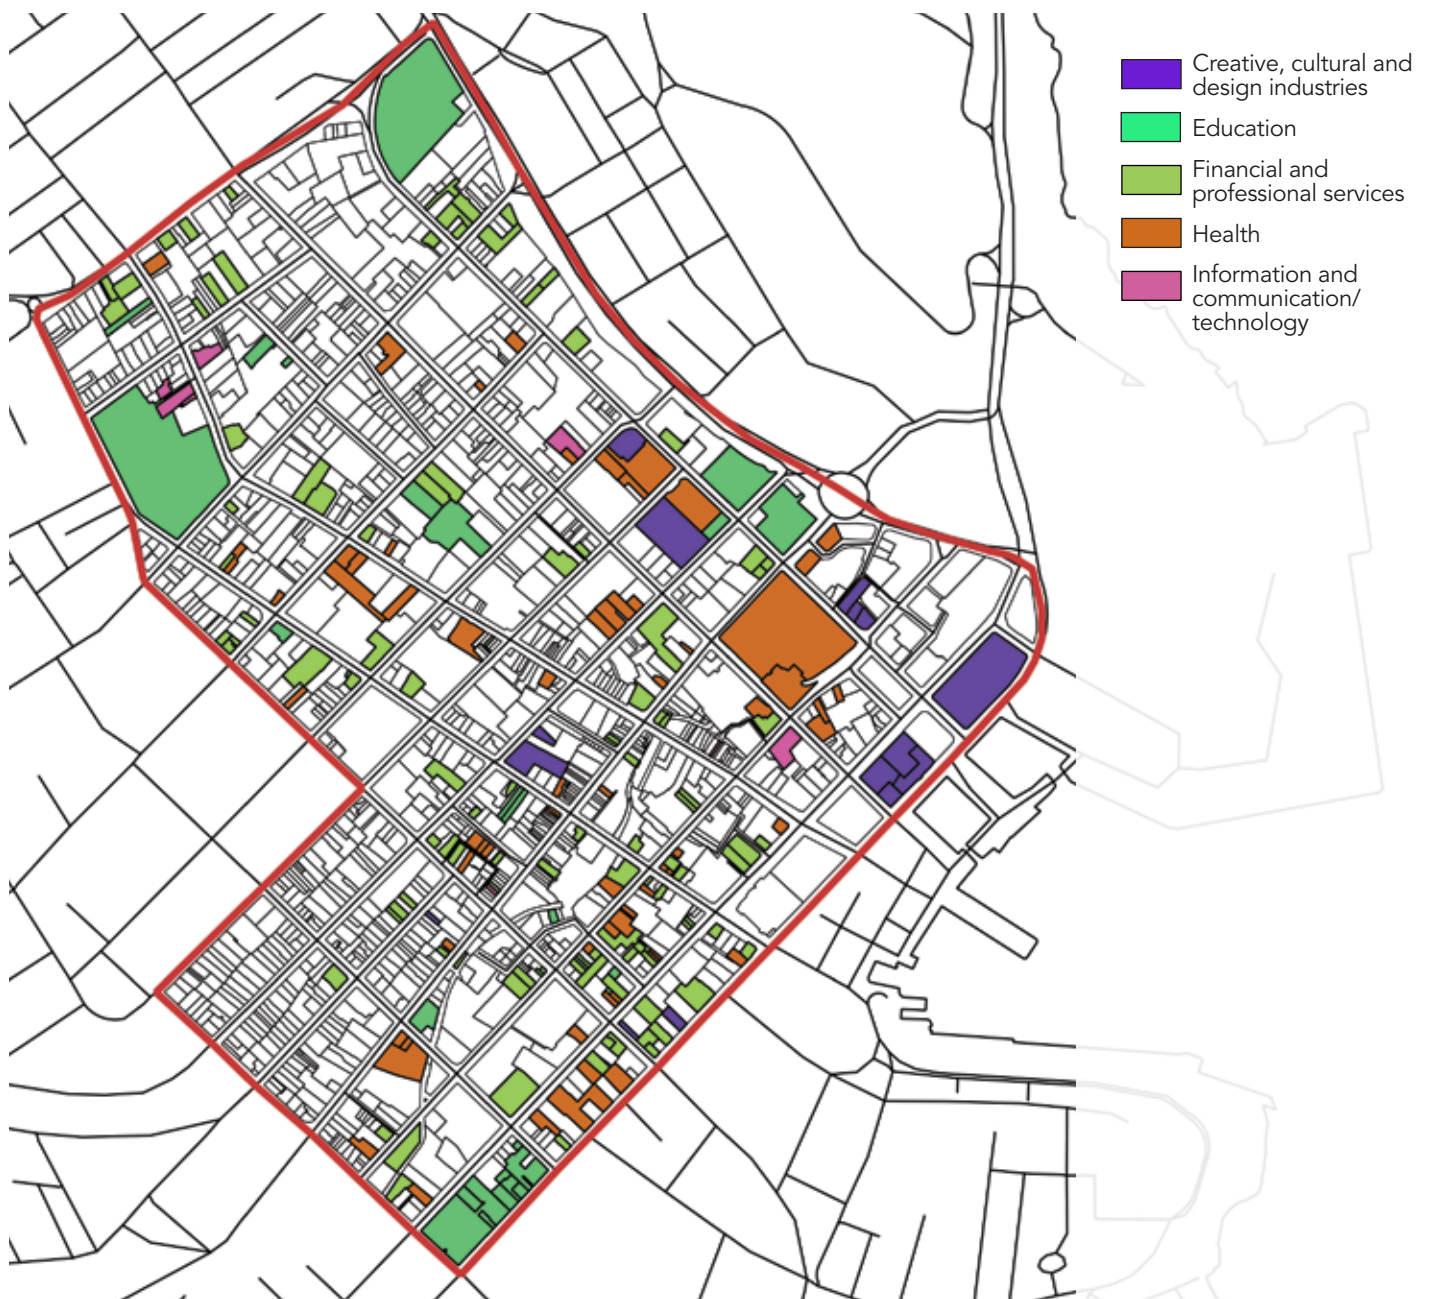 Creative, cultural and
design industries
Education
Financial and
professional services
Health
Information and
communication/
technology